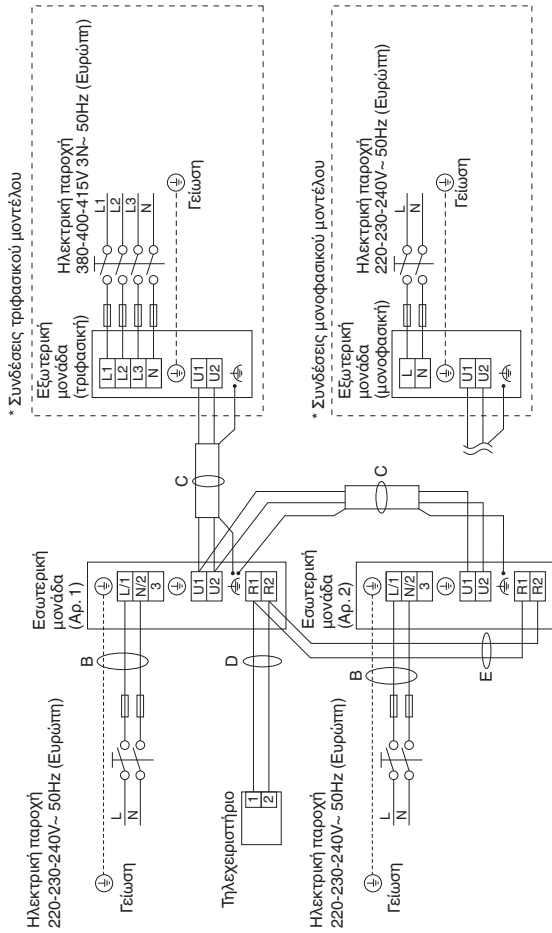 * Συνδέσεις τριφασικού μοντέλου
Ηλεκτρική παροχή
380-400-415V 3N~ 50Hz (Ευρώπη)
Εξωτερική
μονάδα
(τριφασική)
L1
L2
L3
N
L1
L2
L3
N
Γείωση
U1
U2
* Συνδέσεις μονοφασικού μοντέλου
Ηλεκτρική παροχή
220-230-240V~ 50Hz (Ευρώπη)
Εξωτερική
μονάδα
(μονοφασική)
L
N
L
N
Γείωση
U1
U2
C
C
Εσωτερική
μονάδα
(Αρ. 1)
L/1
N/2
3
U1
U2
R1
R2
Εσωτερική
μονάδα
(Αρ. 2)
L/1
N/2
3
U1
U2
R1
R2
B
D
B
E
Ηλεκτρική παροχή
220-230-240V~ 50Hz (Ευρώπη)
L
N
Γείωση
Τηλεχειριστήριο
1
2
Ηλεκτρική παροχή
220-230-240V~ 50Hz (Ευρώπη)
L
N
Γείωση